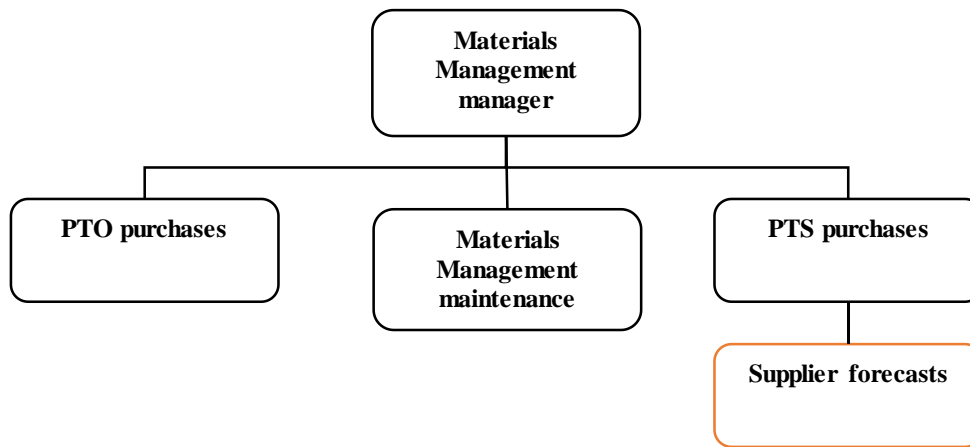 Materials
Management
manager
PTO purchases
Materials
Management
maintenance
PTS purchases
Supplier forecasts